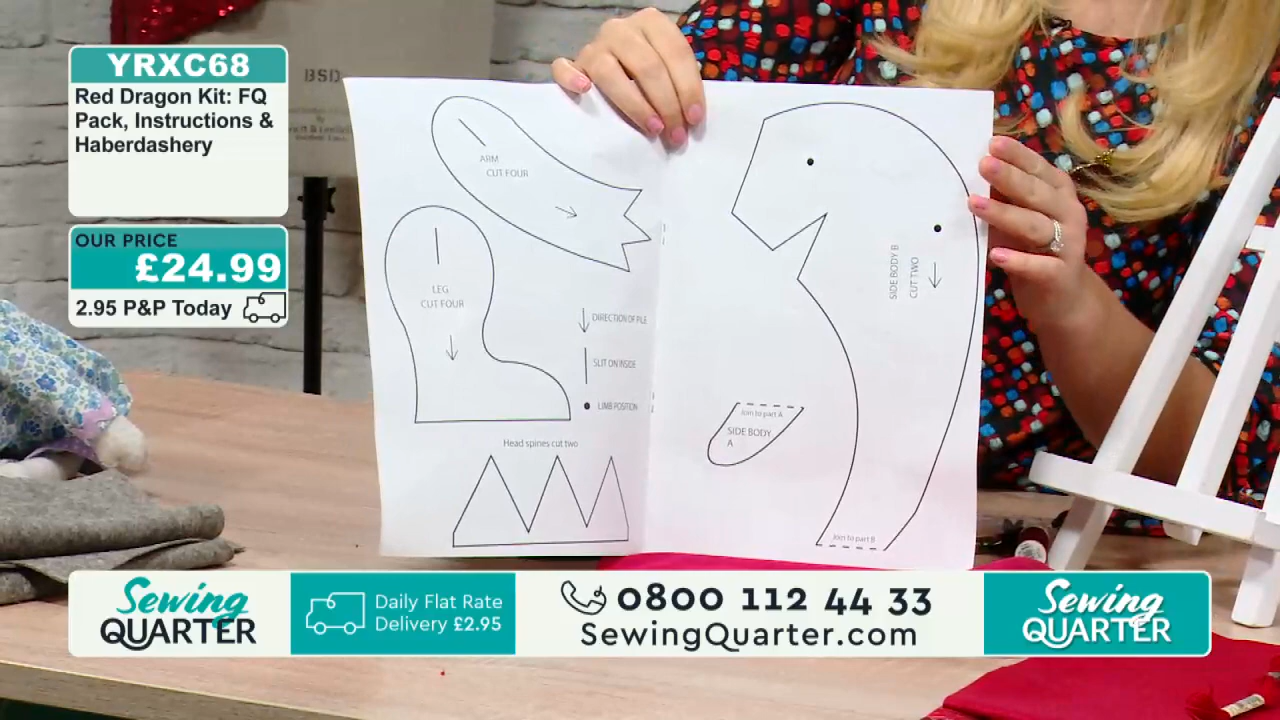 YRXC68
Red Dragon Kit: FQ
Pack, Instructions &
Haberdashery
OUR PRICE
£24.99
2.95 P&P Today
BSD
ARM
CUT FOUR
LEG
CUT FOUR
DIRECTION OF PILE
SLIT ON INSIDE
LIMB POSITION
Head spines cut two
SIDE BODY B
CUT TWO
Join to part A
SIDE BODY
A
Join to part B
Sewing
QUARTER
Daily Flat Rate
Delivery £2.95
0800 112 44 33
SewingQuarter.com
Sewing
QUARTER